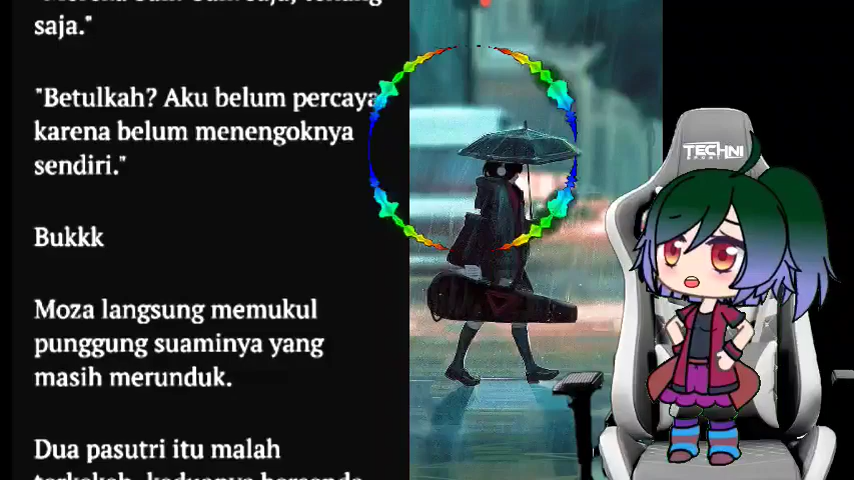 saja."
"Betulkah? Aku belum percaya
karena belum menengoknya
sendiri."
Bukkk
Moza langsung memukul
punggung suaminya yang
masih merunduk.
Dua pasutri itu malah
TECHNI
SPORT